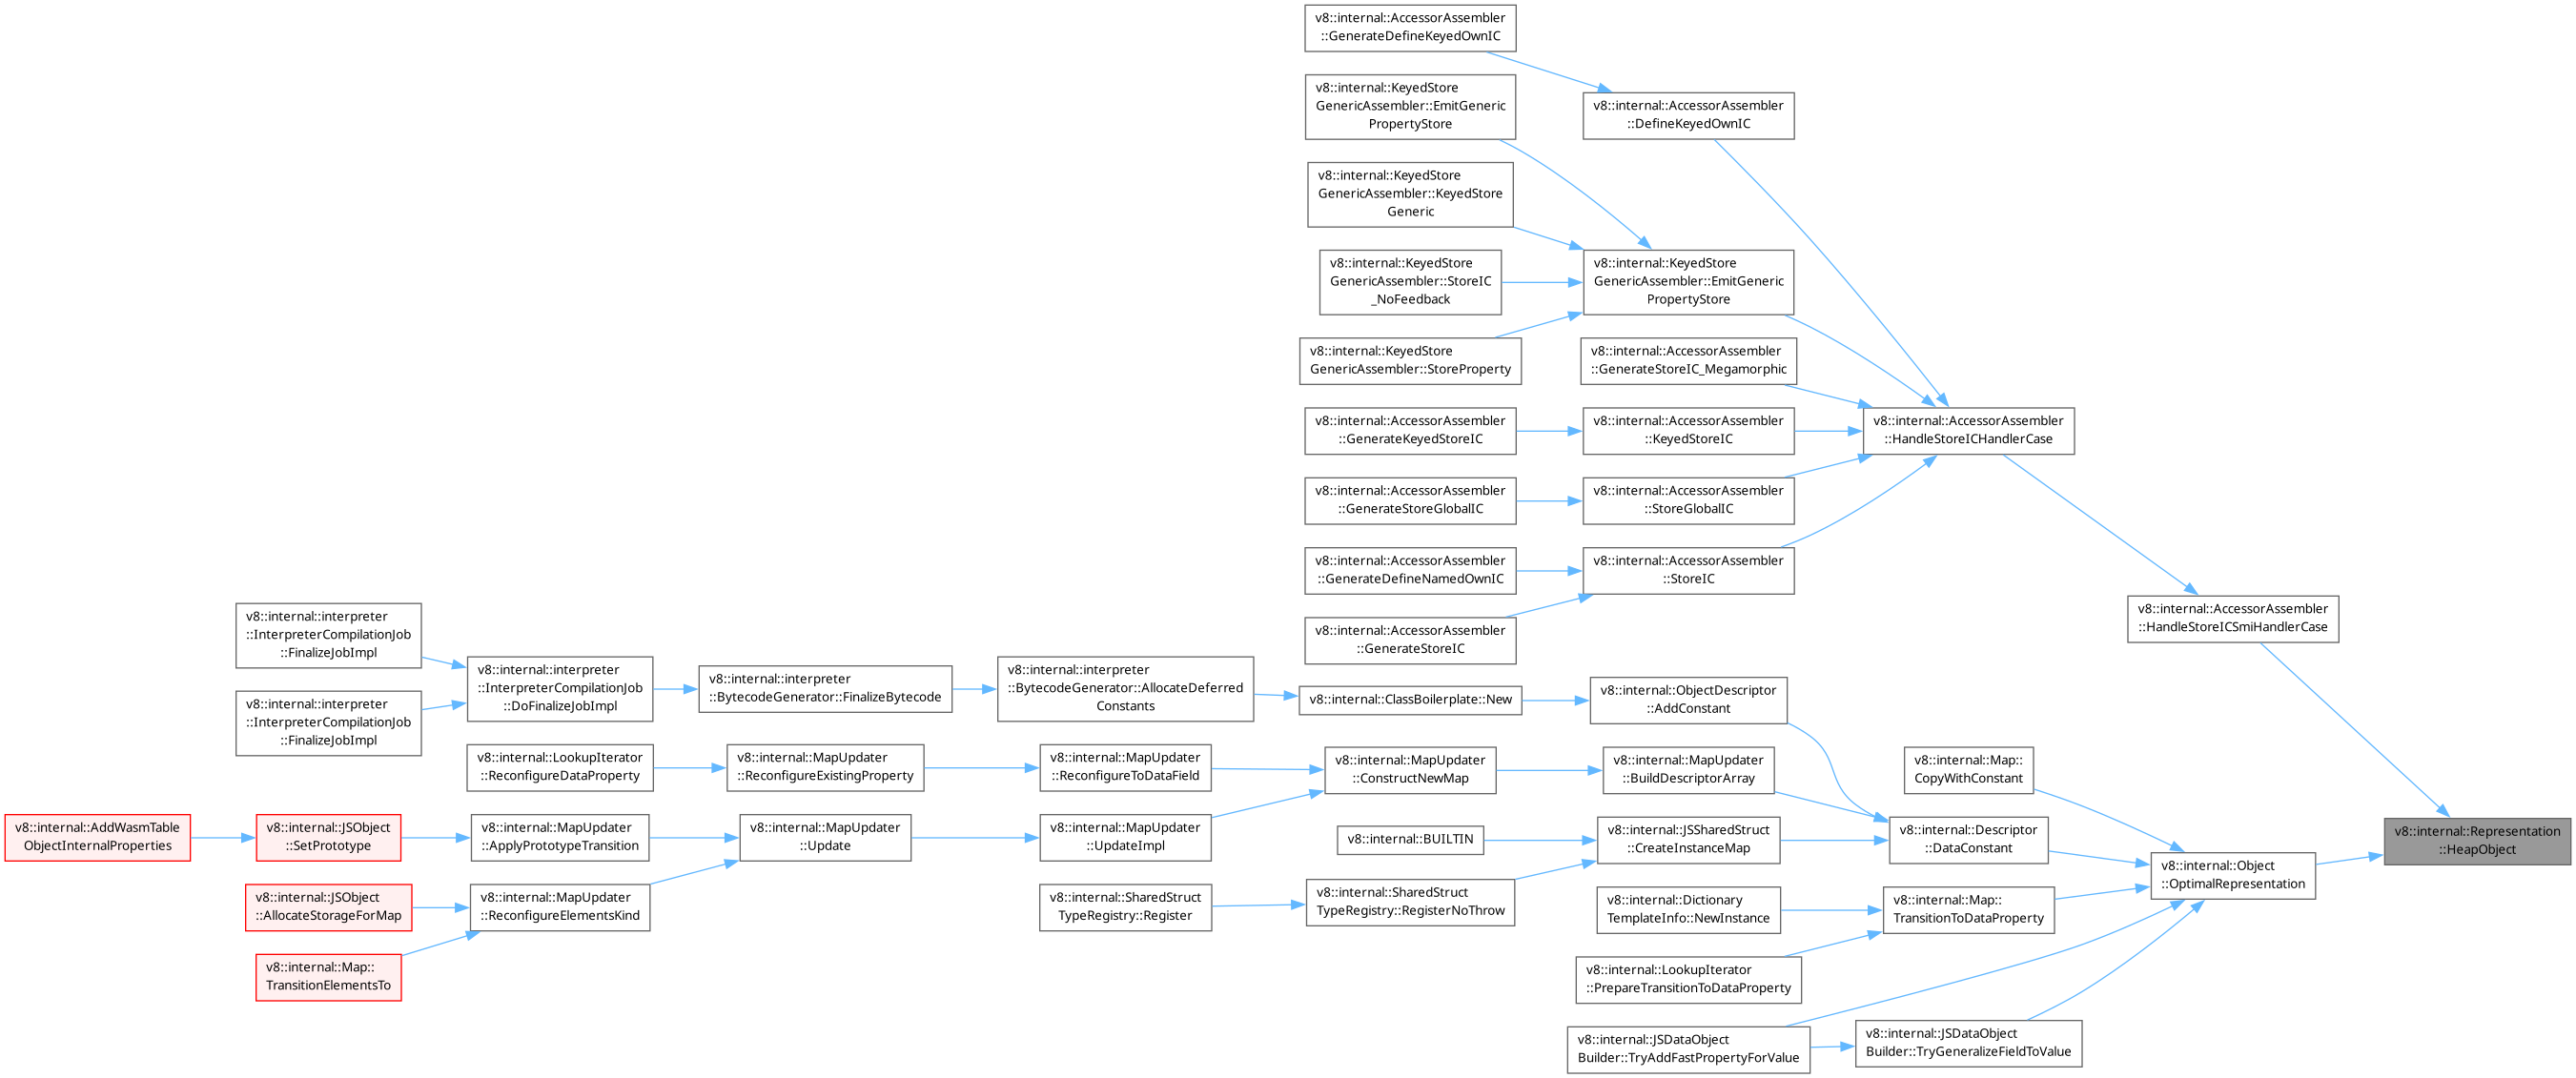 v8::internal::AccessorAssembler
::GenerateDefineKeyedOwnIC
v8::internal::KeyedStore
GenericAssembler::EmitGeneric
PropertyStore
v8::internal::AccessorAssembler
::DefineKeyedOwnIC
v8::internal::KeyedStore
GenericAssembler::KeyedStore
Generic
v8::internal::KeyedStore
GenericAssembler::StoreIC
_NoFeedback
v8::internal::KeyedStore
GenericAssembler::EmitGeneric
PropertyStore
v8::internal::KeyedStore
GenericAssembler::StoreProperty
v8::internal::AccessorAssembler
::GenerateStoreIC_Megamorphic
v8::internal::AccessorAssembler
::GenerateKeyedStoreIC
v8::internal::AccessorAssembler
::KeyedStoreIC
v8::internal::AccessorAssembler
::HandleStoreICHandlerCase
v8::internal::AccessorAssembler
::GenerateStoreGlobalIC
v8::internal::AccessorAssembler
::StoreGlobalIC
v8::internal::AccessorAssembler
::GenerateDefineNamedOwnIC
v8::internal::AccessorAssembler
::StoreIC
v8::internal::AccessorAssembler
::HandleStoreICSmiHandlerCase
v8::internal::AccessorAssembler
::GenerateStoreIC
v8::internal::interpreter
::InterpreterCompilationJob
::FinalizeJobImpl
v8::internal::interpreter
::InterpreterCompilationJob
::FinalizeJobImpl
v8::internal::interpreter
::InterpreterCompilationJob
::DoFinalizeJobImpl
v8::internal::interpreter
::BytecodeGenerator::FinalizeBytecode
v8::internal::interpreter
::BytecodeGenerator::AllocateDeferred
Constants
v8::internal::ClassBoilerplate::New
v8::internal::ObjectDescriptor
::AddConstant
v8::internal::LookupIterator
::ReconfigureDataProperty
v8::internal::MapUpdater
::ReconfigureExistingProperty
v8::internal::MapUpdater
::ReconfigureToDataField
v8::internal::MapUpdater
::ConstructNewMap
v8::internal::MapUpdater
::BuildDescriptorArray
v8::internal::Map::
CopyWithConstant
v8::internal::AddWasmTable
ObjectInternalProperties
v8::internal::JSObject
::SetPrototype
v8::internal::MapUpdater
::ApplyPrototypeTransition
v8::internal::MapUpdater
::Update
v8::internal::MapUpdater
::UpdateImpl
v8::internal::BUILTIN
v8::internal::JSSharedStruct
::CreateInstanceMap
v8::internal::Descriptor
::DataConstant
v8::internal::Representation
::HeapObject
v8::internal::Object
::OptimalRepresentation
v8::internal::JSObject
::AllocateStorageForMap
v8::internal::MapUpdater
::ReconfigureElementsKind
v8::internal::SharedStruct
TypeRegistry::Register
v8::internal::SharedStruct
TypeRegistry::RegisterNoThrow
v8::internal::Dictionary
TemplateInfo::NewInstance
v8::internal::Map::
TransitionToDataProperty
v8::internal::Map::
TransitionElementsTo
v8::internal::LookupIterator
::PrepareTransitionToDataProperty
v8::internal::JSDataObject
Builder::TryAddFastPropertyForValue
v8::internal::JSDataObject
Builder::TryGeneralizeFieldToValue